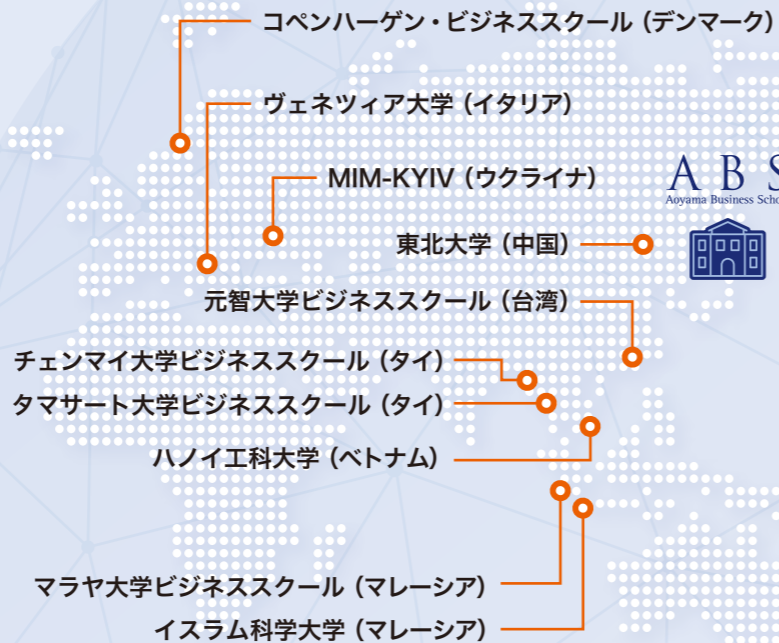 コペンハーゲン・ビジネススクール (デンマーク)
ヴェネツィア大学 (イタリア)
MIM-KYIV (ウクライナ)
A B S
Aoyama Business Scho
東北大学 (中国)
元智大学ビジネススクール (台湾)
チェンマイ大学ビジネススクール (タイ)
タマサート大学ビジネススクール (タイ)
ハノイ工科大学 (ベトナム)
マラヤ大学ビジネススクール (マレーシア)
イスラム科学大学 (マレーシア)